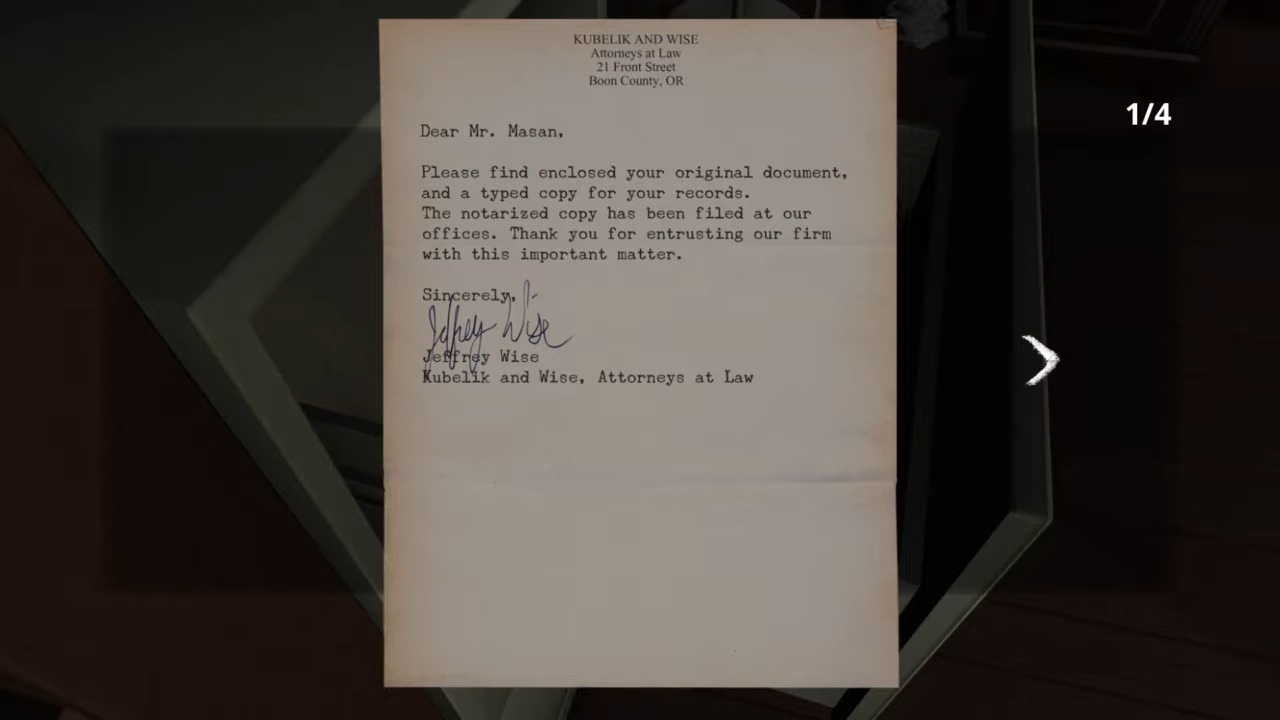 KUBELIK AND WISE
Attorneys at Law
21 Front Street
Boon County, OR
1/4
Dear Mr. Masan,
Please find enclosed your original document,
and a typed copy for your records.
The notarized copy has been filed at our
offices. Thank you for entrusting our firm
with this important matter.
Sincerely,
Jeffrey Wise
Jeffrey Wise
Kubelik and Wise, Attorneys at Law